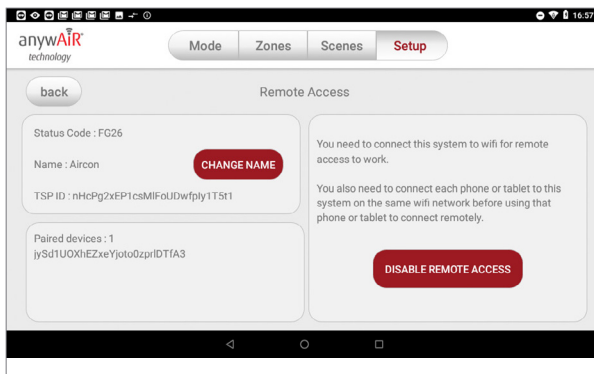 16:57
anywAiR
technology
Mode Zones Scenes Setup
back
Remote Access
Status Code : FG26
Name : Aircon
CHANGE NAME
TSP ID : nHcPg2xEP1csMlFoUDwfpIy1T5t1
Paired devices : 1
jySd1UOXhEZxeYjoto0zprlDTfA3
You need to connect this system to wifi for remote
access to work.
You also need to connect each phone or tablet to this
system on the same wifi network before using that
phone or tablet to connect remotely.
DISABLE REMOTE ACCESS